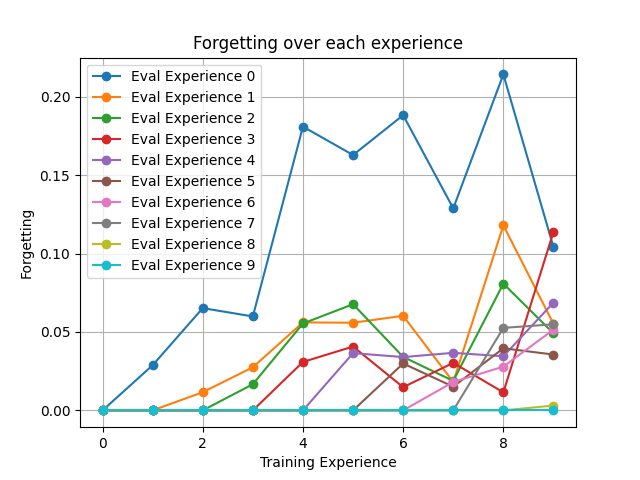 Forgetting over each experience
Eval Experience 0
Eval Experience 1
Eval Experience 2
Eval Experience 3
Eval Experience 4
Eval Experience 5
Eval Experience 6
Eval Experience 7
Eval Experience 8
Eval Experience 9
0.20
0.15
0.10
0.05
0.00
Forgetting
0 2 4 6 8
Training Experience